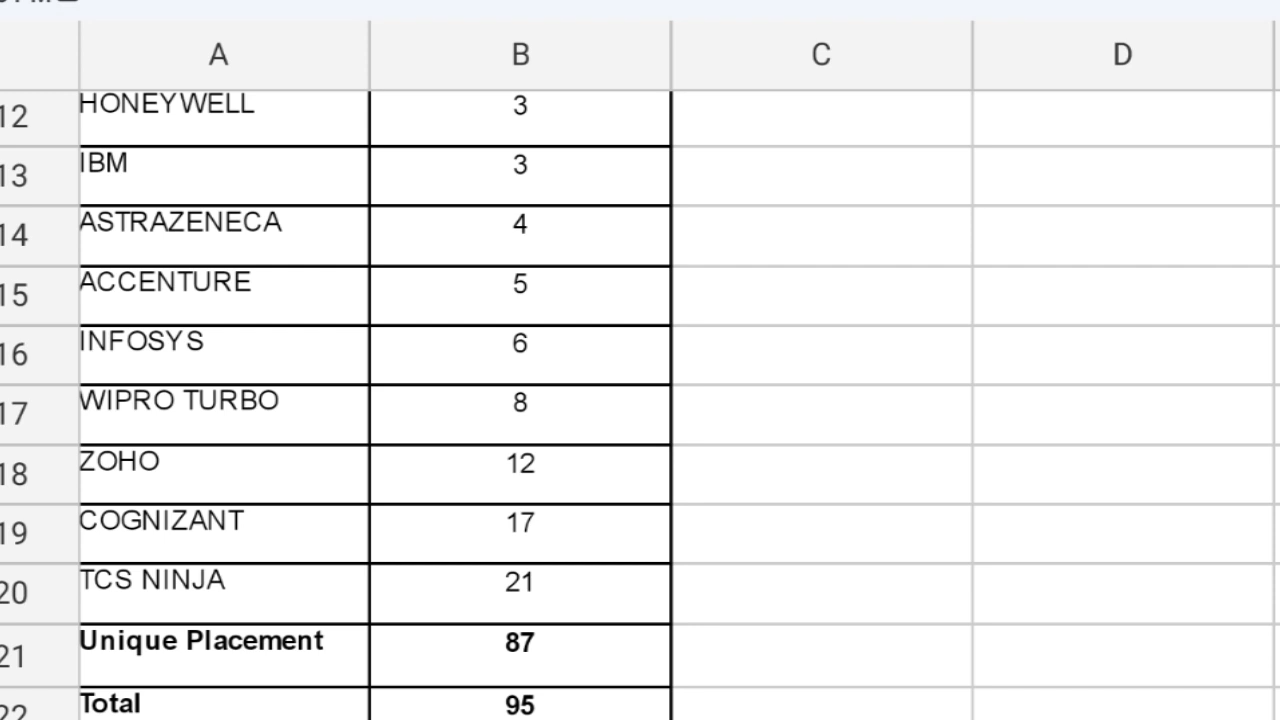 A B C D
12 HONEYWELL 3
13 IBM 3
14 ASTRAZENECA 4
15 ACCENTURE 5
16 INFOSYS 6
17 WIPRO TURBO 8
18 ZOHO 12
19 COGNIZANT 17
20 TCS NINJA 21
21 Unique Placement 87
22 Total 95